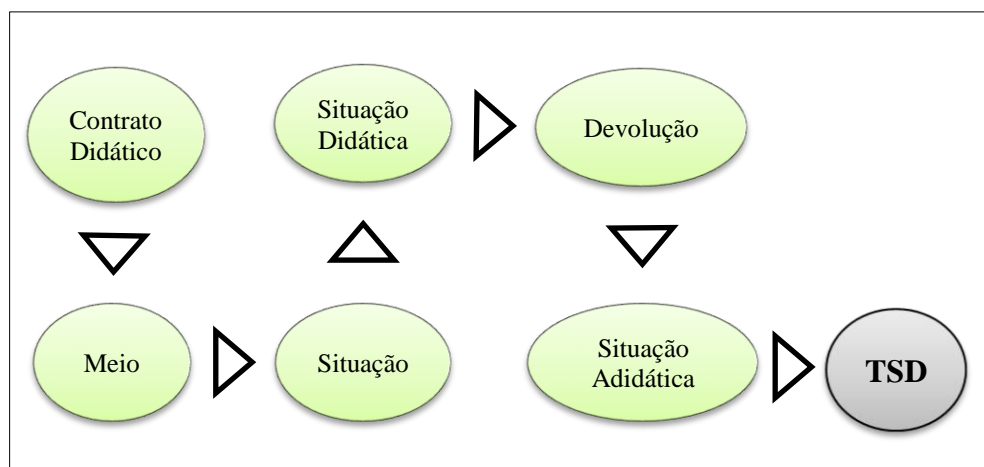 Contrato
Didático
Situação
Didática
Devolução
Meio
Situação
Situação
Adidática
TSD